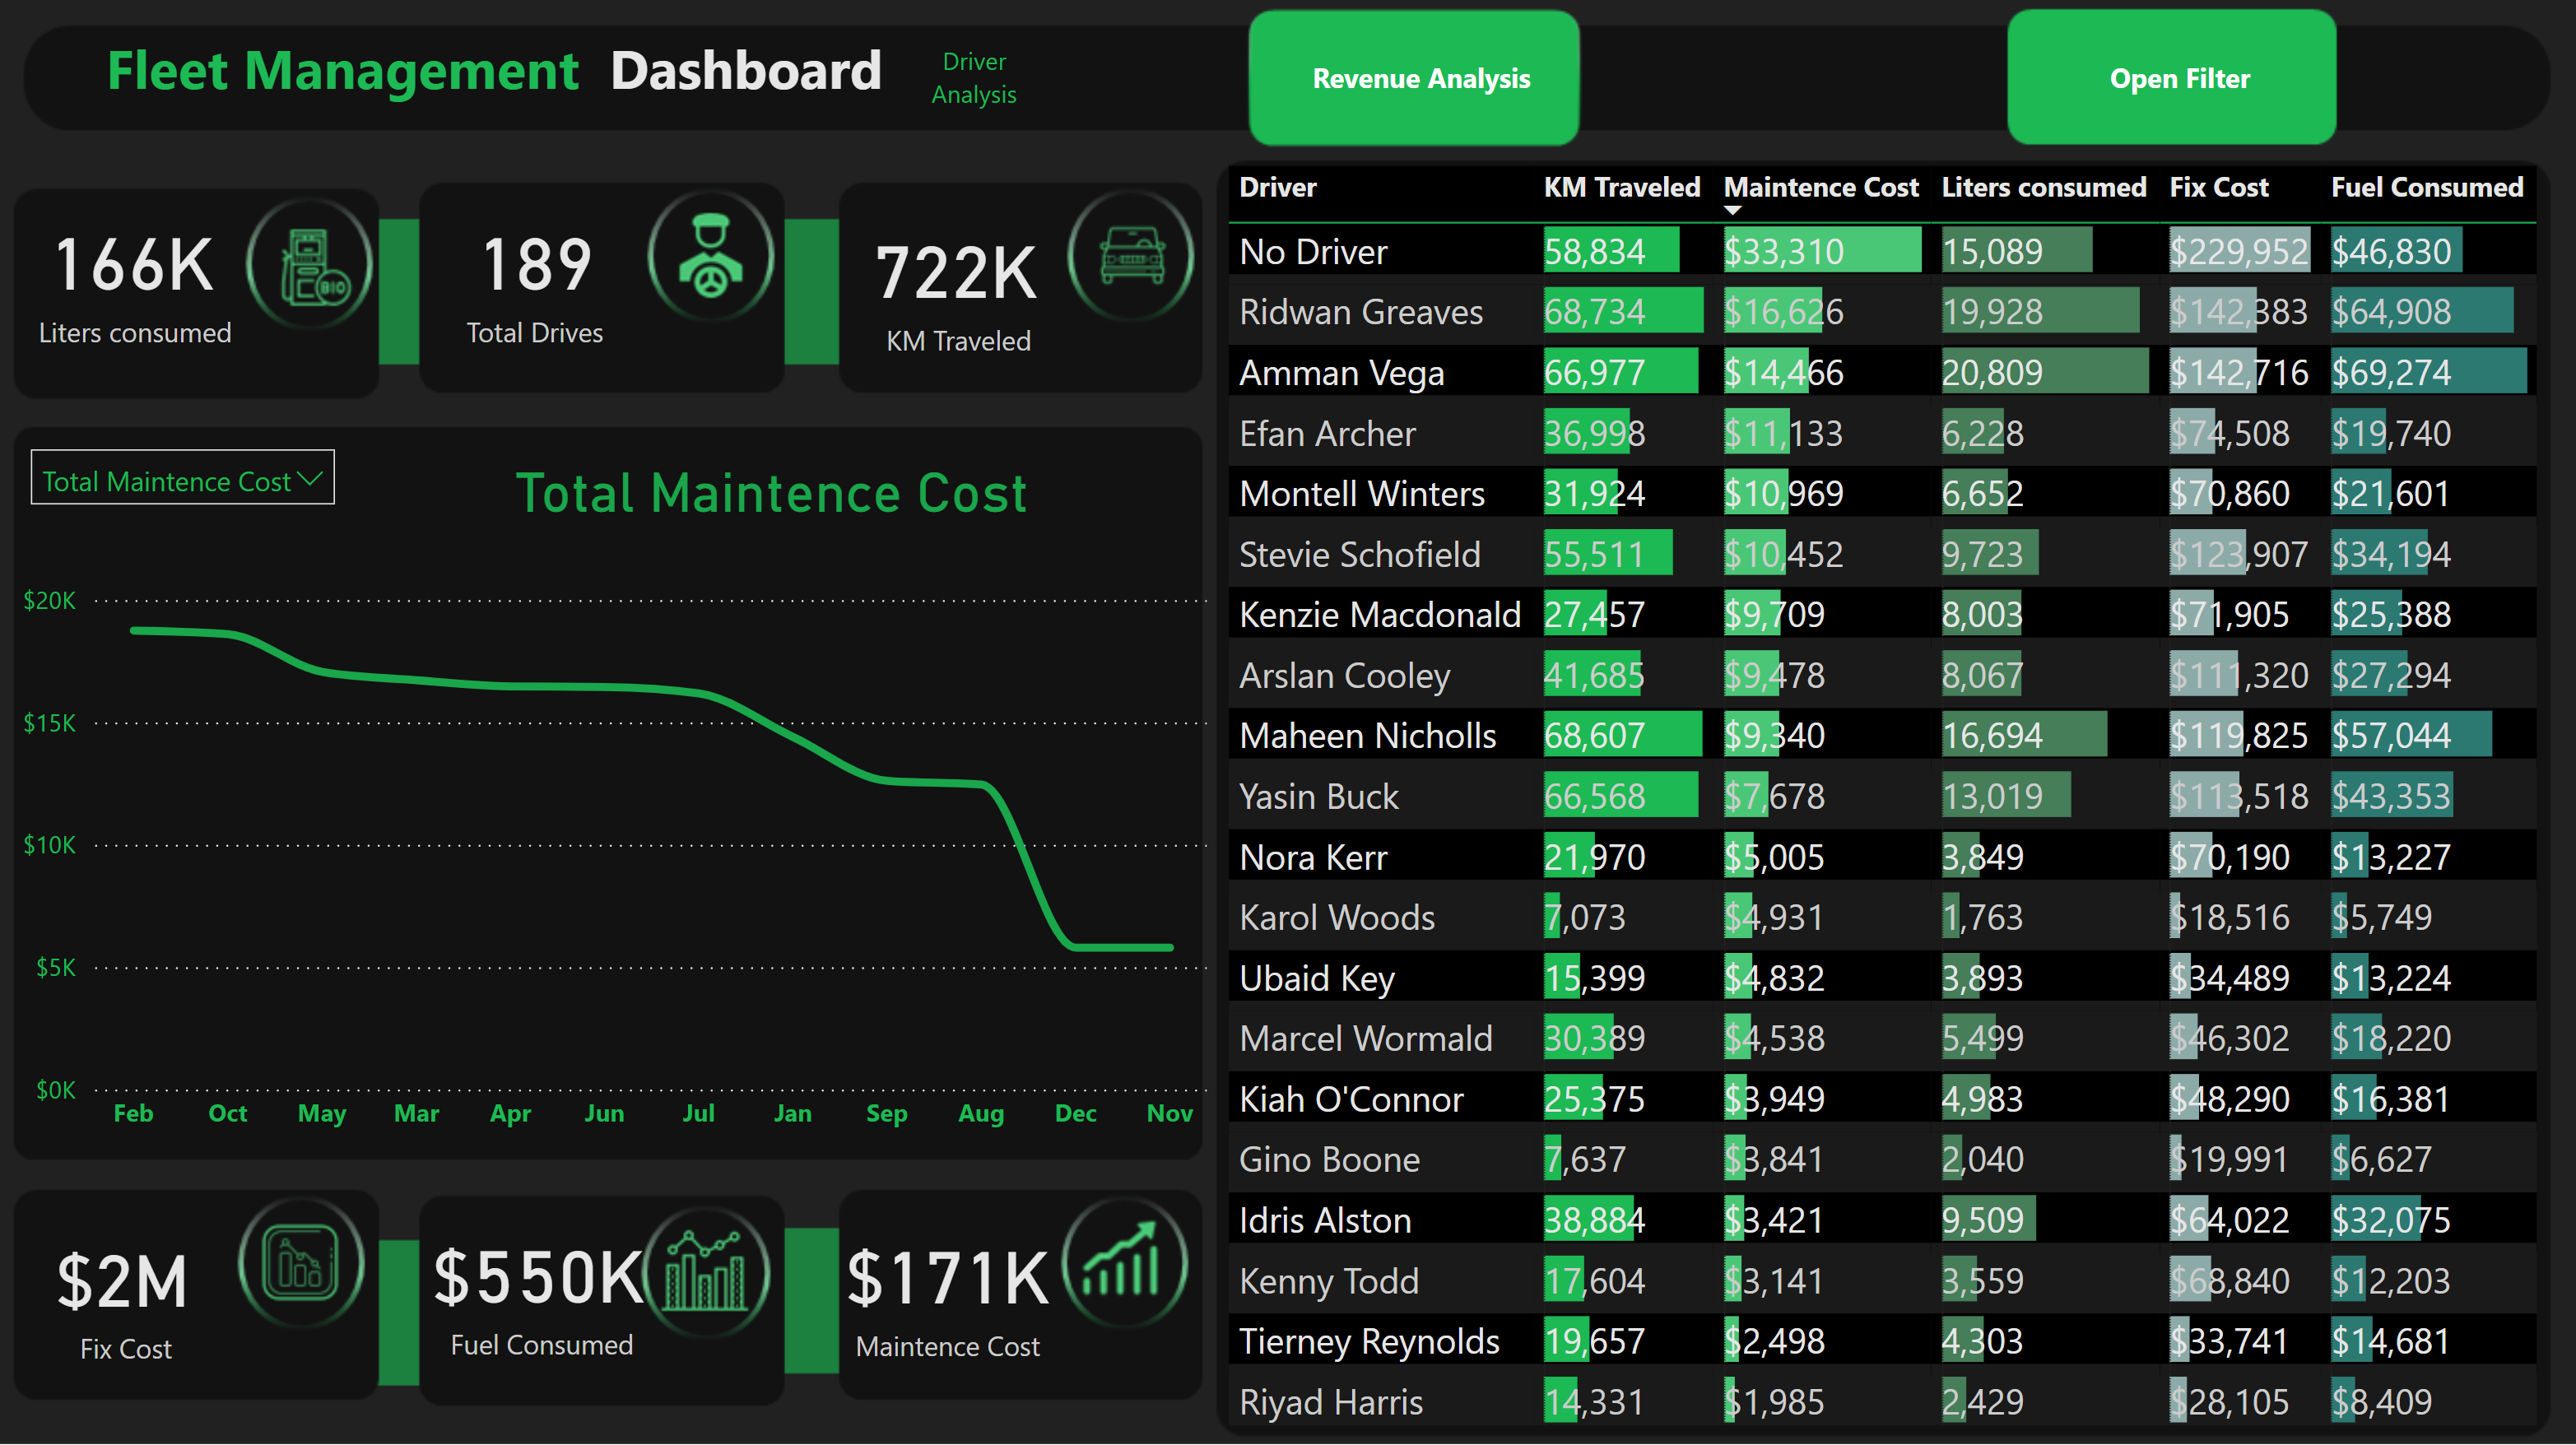 Fleet Management Dashboard
Driver
Analysis
Revenue Analysis
Open Filter
166K
Liters consumed
BIO
189
Total Drives
722K
KM Traveled
Total Maintence Cost
Total Maintence Cost
$20K
$15K
$10K
$5K
$0K
Feb Oct May Mar Apr Jun Jul Jan Sep Aug Dec Nov
$2M
Fix Cost
$550K
Fuel Consumed
$171K
Maintence Cost
Driver KM Traveled Maintence Cost Liters consumed Fix Cost Fuel Consumed
No Driver 58,834 $33,310 15,089 $229,952 $46,830
Ridwan Greaves 68,734 $16,626 19,928 $142,383 $64,908
Amman Vega 66,977 $14,466 20,809 $142,716 $69,274
Efan Archer 36,998 $11,133 6,228 $74,508 $19,740
Montell Winters 31,924 $10,969 6,652 $70,860 $21,601
Stevie Schofield 55,511 $10,452 9,723 $123,907 $34,194
Kenzie Macdonald 27,457 $9,709 8,003 $71,905 $25,388
Arslan Cooley 41,685 $9,478 8,067 $111,320 $27,294
Maheen Nicholls 68,607 $9,340 16,694 $119,825 $57,044
Yasin Buck 66,568 $7,678 13,019 $113,518 $43,353
Nora Kerr 21,970 $5,005 3,849 $70,190 $13,227
Karol Woods 7,073 $4,931 1,763 $18,516 $5,749
Ubaid Key 15,399 $4,832 3,893 $34,489 $13,224
Marcel Wormald 30,389 $4,538 5,499 $46,302 $18,220
Kiah O'Connor 25,375 $3,949 4,983 $48,290 $16,381
Gino Boone 7,637 $3,841 2,040 $19,991 $6,627
Idris Alston 38,884 $3,421 9,509 $64,022 $32,075
Kenny Todd 17,604 $3,141 3,559 $68,840 $12,203
Tierney Reynolds 19,657 $2,498 4,303 $33,741 $14,681
Riyad Harris 14,331 $1,985 2,429 $28,105 $8,409